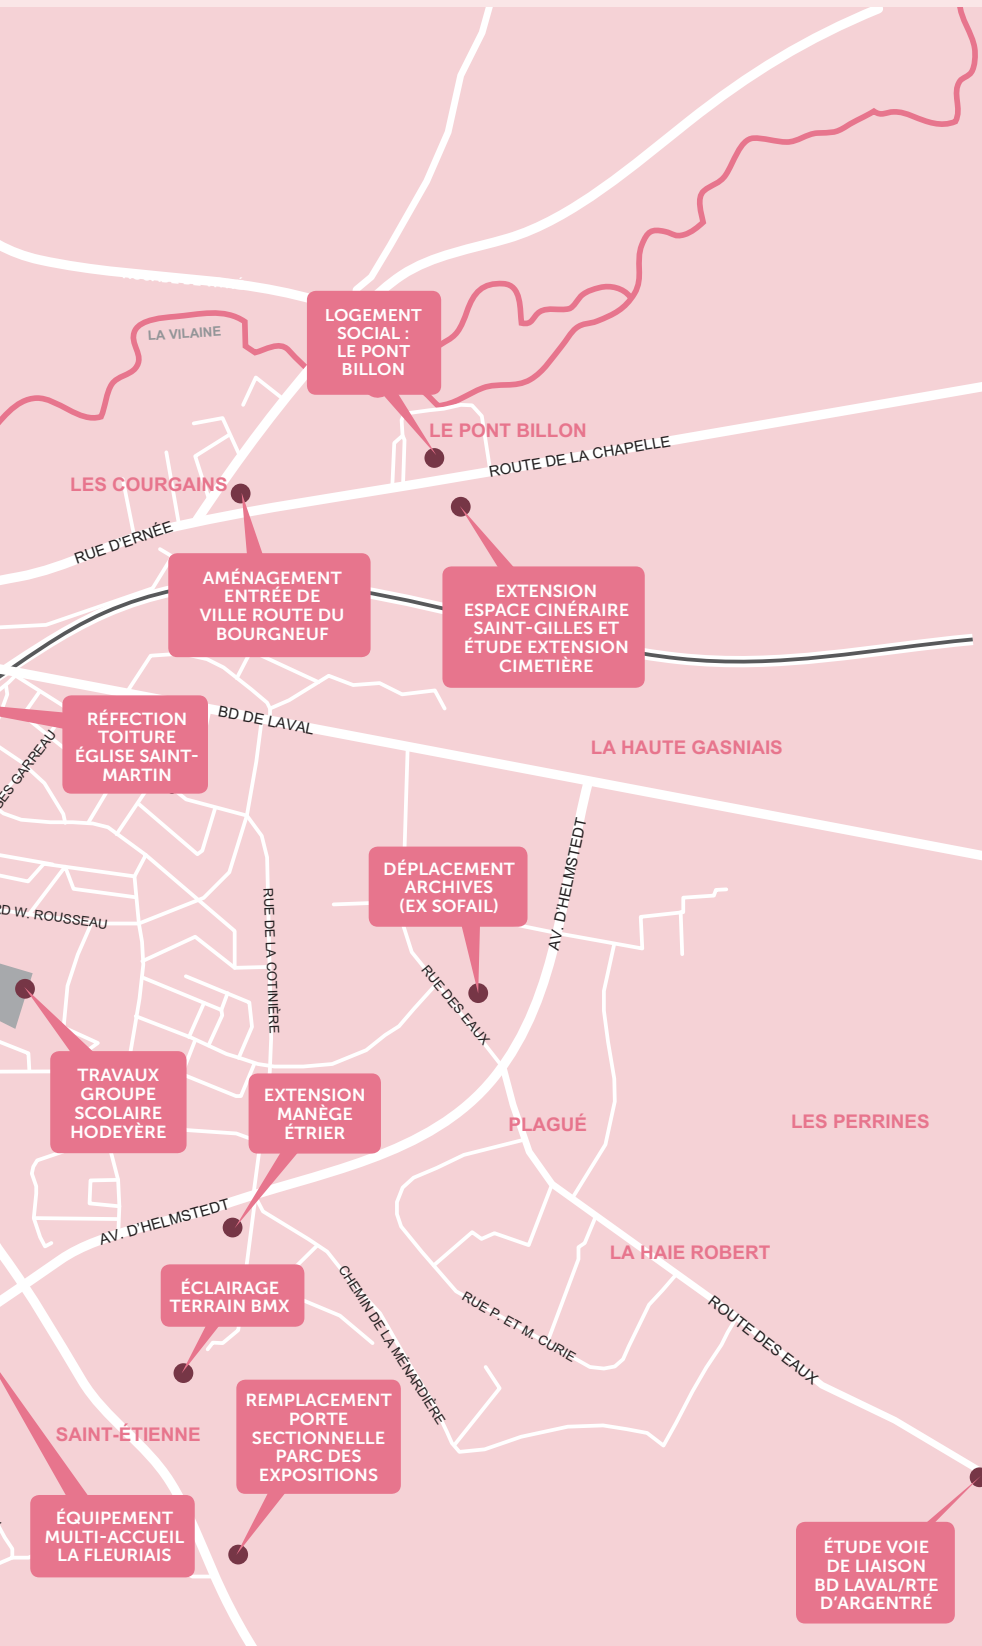 LOGEMENT
SOCIAL :
LE PONT
BILLON
LA VILAINE
LE PONT BILLON
ROUTE DE LA CHAPELLE
LES COURGAINS
RUE D'ERNÉE
AMÉNAGEMENT
ENTRÉE DE
VILLE ROUTE DU
BOURGNEUF
EXTENSION
ESPACE CINÉRAIRE
SAINT-GILLES ET
ÉTUDE EXTENSION
CIMETIÈRE
RÉFECTION
TOITURE
ÉGLISE SAINT-
MARTIN
BD DE LAVAL
LA HAUTE GASNIAIS
GARREAU
DÉPLACEMENT
ARCHIVES
(EX SOFAIL)
AV. D'HELMSTEDT
W. ROUSSEAU
RUE DE LA COTINIÈRE
RUE DES EAUX
TRAVAUX
GROUPE
SCOLAIRE
HODEYÈRE
EXTENSION
MANÈGE
ÉTRIER
PLAGUÉ
LES PERRINES
AV. D'HELMSTEDT
LA HAIE ROBERT
ÉCLAIRAGE
TERRAIN BMX
CHEMIN DE LA MÉNARDIÈRE
RUE P. ET M. CURIE
ROUTE DES EAUX
REMPLACEMENT
PORTE
SECTIONNELLE
PARC DES
EXPOSITIONS
SAINT-ÉTIENNE
ÉQUIPEMENT
MULTI-ACCUEIL
LA FLEURIAIS
ÉTUDE VOIE
DE LIAISON
BD LAVAL/RTE
D'ARGENTRÉ